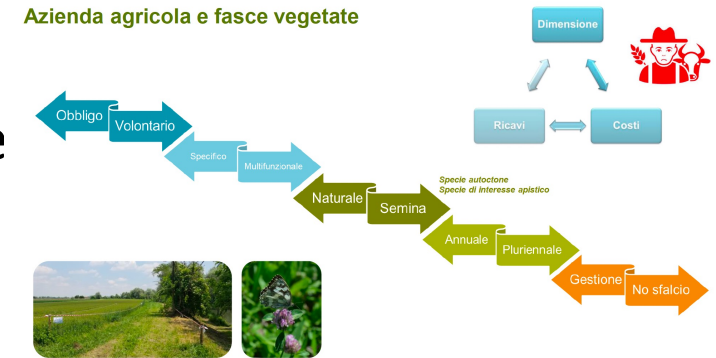 Azienda agricola e fasce vegetate
Dimensione
Ricavi
Costi
Obbligo
Volontario
Specifico
Multifunzionale
Naturale
Semina
Specie autoctone
Specie di interesse apistico
Annuale
Pluriennale
Gestione
No sfalcio
e